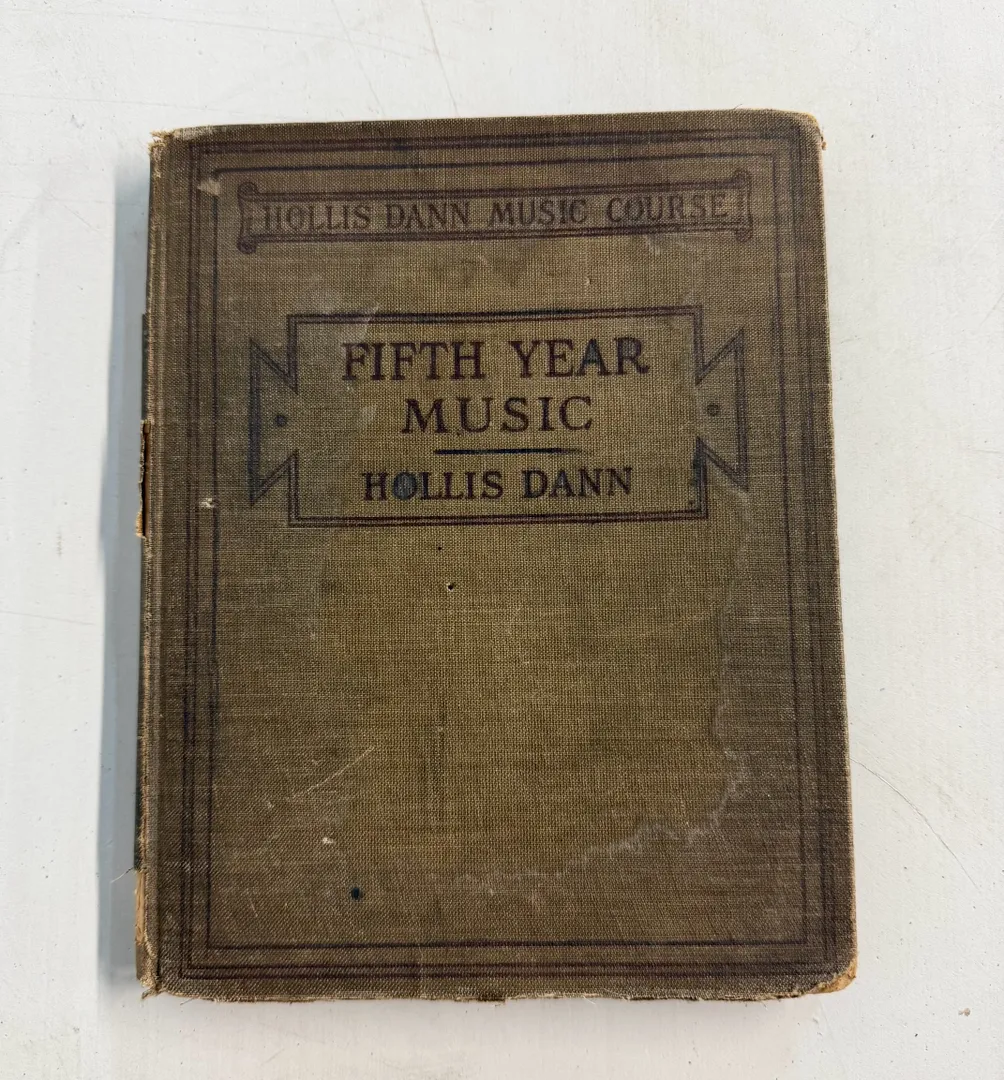 HOLLIS DANN MUSIC COURSE
FIFTH YEAR
MUSIC
HOLLIS DANN